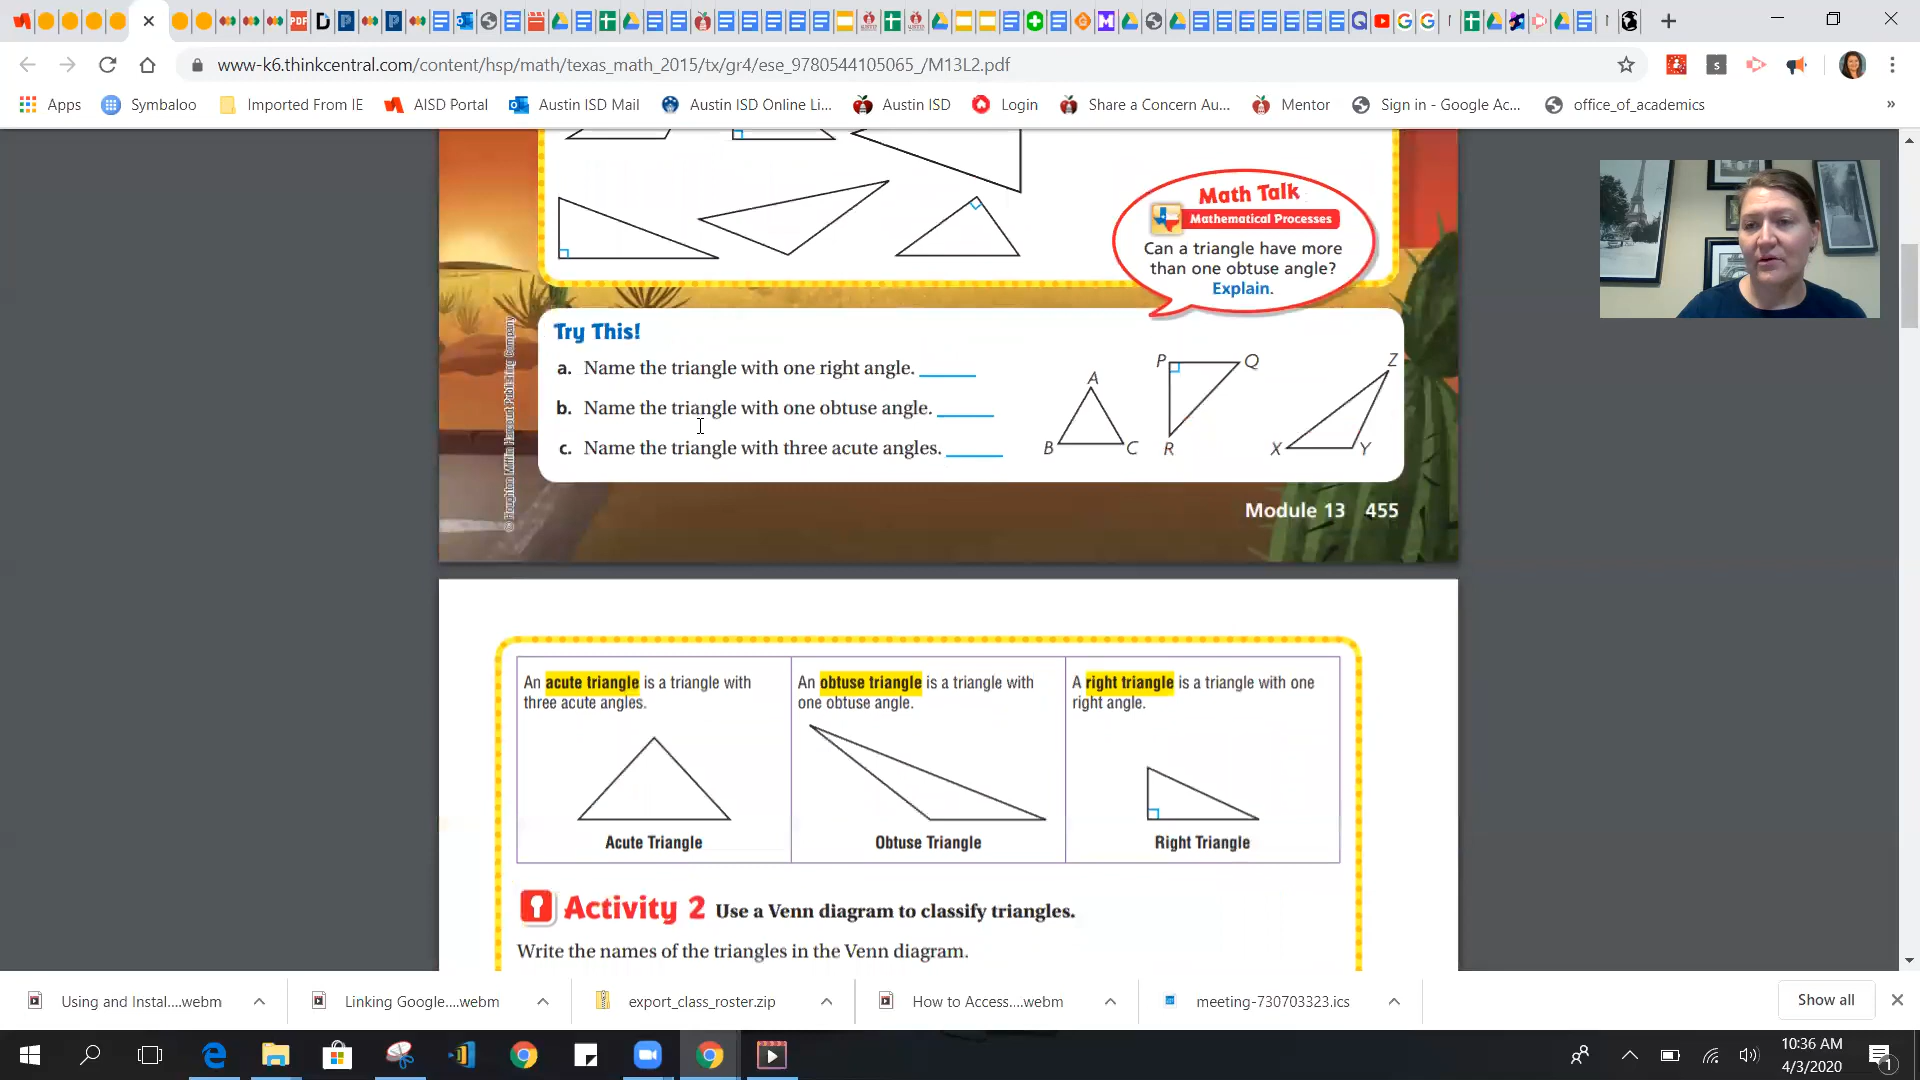 www-k6.thinkcentral.com/content/hsp/math/texas_math_2015/tx/gr4/ese_9780544105065_/M13L2.pdf
Apps Symbaloo Imported From IE AISD Portal Austin ISD Mail Austin ISD Online Li... Austin ISD Login Share a Concern Au... Mentor Sign in - Google Ac... office_of_academics »
Math Talk
Mathematical Processes
Can a triangle have more
than one obtuse angle?
Explain.
© Houghton Mifflin Harcourt Publishing Company
Try This!
a. Name the triangle with one right angle.
b. Name the triangle with one obtuse angle.
c. Name the triangle with three acute angles.
A
B C
P Q
R
Z
X Y
Module 13 455
An acute triangle is a triangle with
three acute angles.
Acute Triangle
An obtuse triangle is a triangle with
one obtuse angle.
Obtuse Triangle
A right triangle is a triangle with one
right angle.
Right Triangle
Activity 2 Use a Venn diagram to classify triangles.
Write the names of the triangles in the Venn diagram.
Using and Instal....webm Linking Google....webm export_class_roster.zip How to Access....webm meeting-730703323.ics Show all
10:36 AM
4/3/2020
1